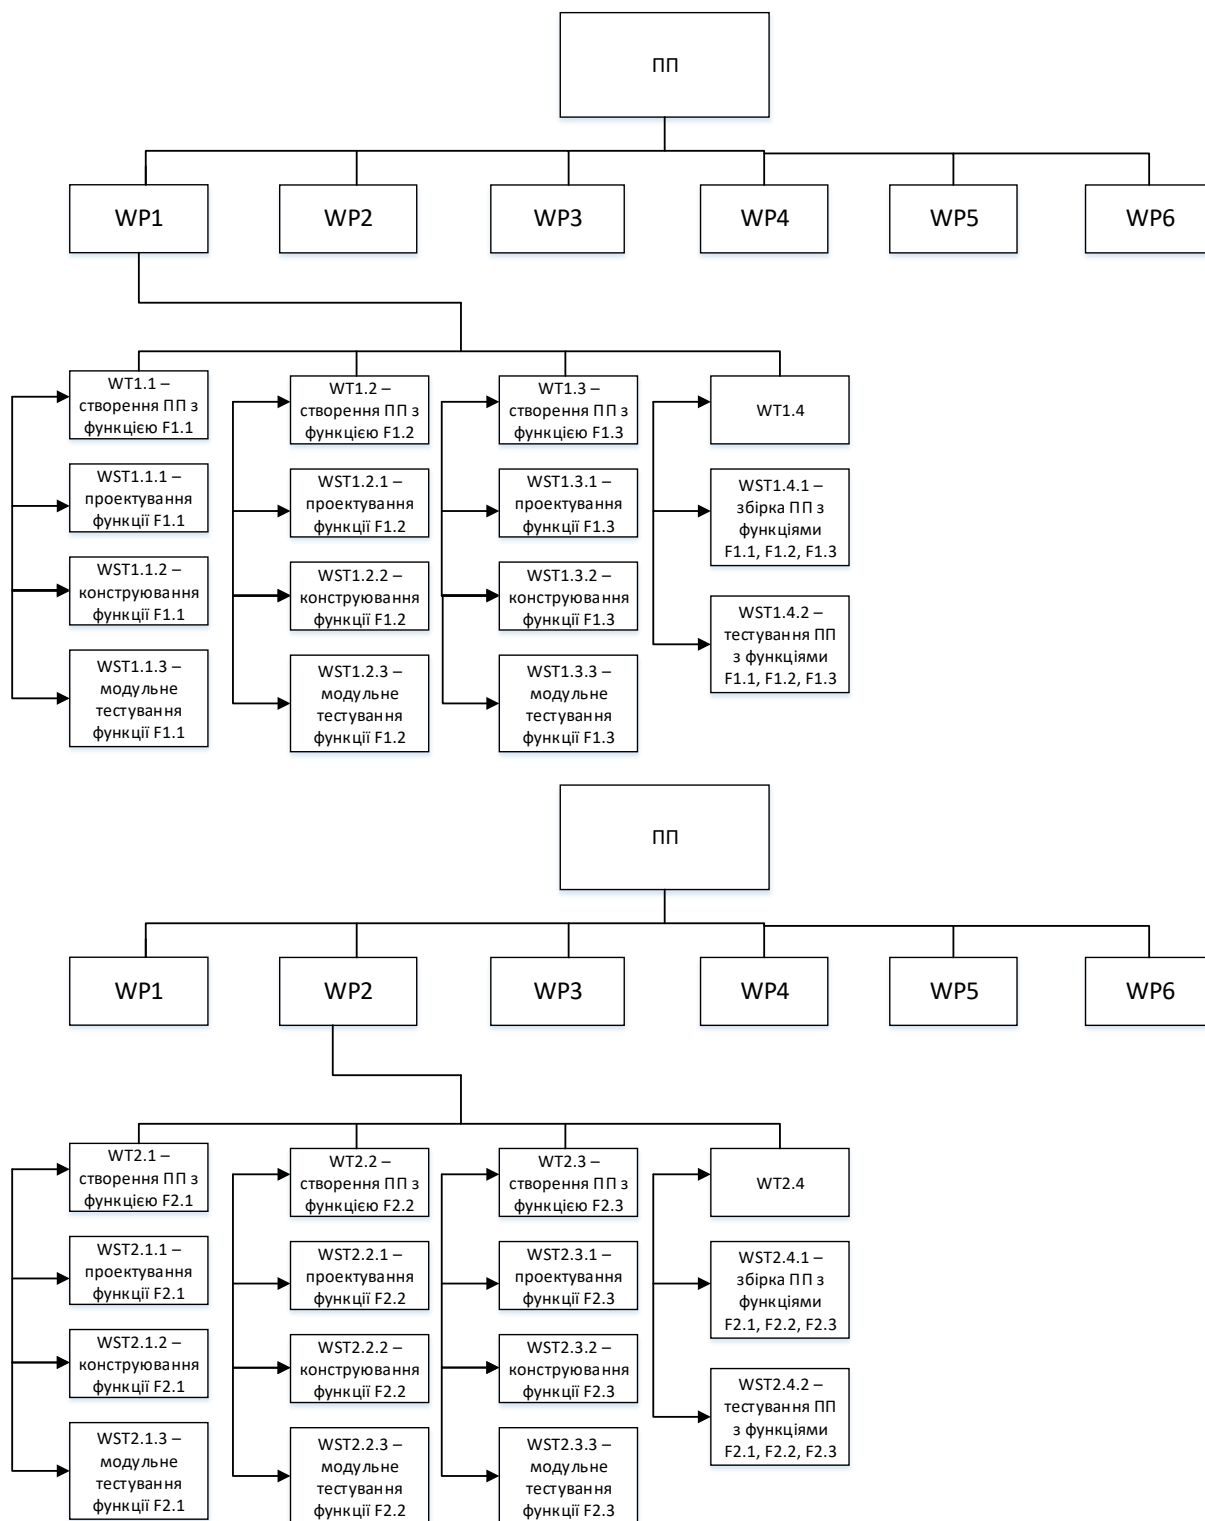 ПП
WP1
WP2
WP3
WP4
WP5
WP6
WT1.1 –
створення ПП з
функцією F1.1
WT1.2 –
створення ПП з
функцією F1.2
WT1.3 –
створення ПП з
функцією F1.3
WT1.4
WST1.1.1 –
проектування
функції F1.1
WST1.2.1 –
проектування
функції F1.2
WST1.3.1 –
проектування
функції F1.3
WST1.4.1 –
збірка ПП з
функціями
F1.1, F1.2, F1.3
WST1.1.2 –
конструювання
функції F1.1
WST1.2.2 –
конструювання
функції F1.2
WST1.3.2 –
конструювання
функції F1.3
WST1.4.2 –
тестування ПП
з функціями
F1.1, F1.2, F1.3
WST1.1.3 –
модульне
тестування
функції F1.1
WST1.2.3 –
модульне
тестування
функції F1.2
WST1.3.3 –
модульне
тестування
функції F1.3
ПП
WP1
WP2
WP3
WP4
WP5
WP6
WT2.1 –
створення ПП з
функцією F2.1
WT2.2 –
створення ПП з
функцією F2.2
WT2.3 –
створення ПП з
функцією F2.3
WT2.4
WST2.1.1 –
проектування
функції F2.1
WST2.2.1 –
проектування
функції F2.2
WST2.3.1 –
проектування
функції F2.3
WST2.4.1 –
збірка ПП з
функціями
F2.1, F2.2, F2.3
WST2.1.2 –
конструювання
функції F2.1
WST2.2.2 –
конструювання
функції F2.2
WST2.3.2 –
конструювання
функції F2.3
WST2.4.2 –
тестування ПП
з функціями
F2.1, F2.2, F2.3
WST2.1.3 –
модульне
тестування
функції F2.1
WST2.2.3 –
модульне
тестування
функції F2.2
WST2.3.3 –
модульне
тестування
функції F2.3